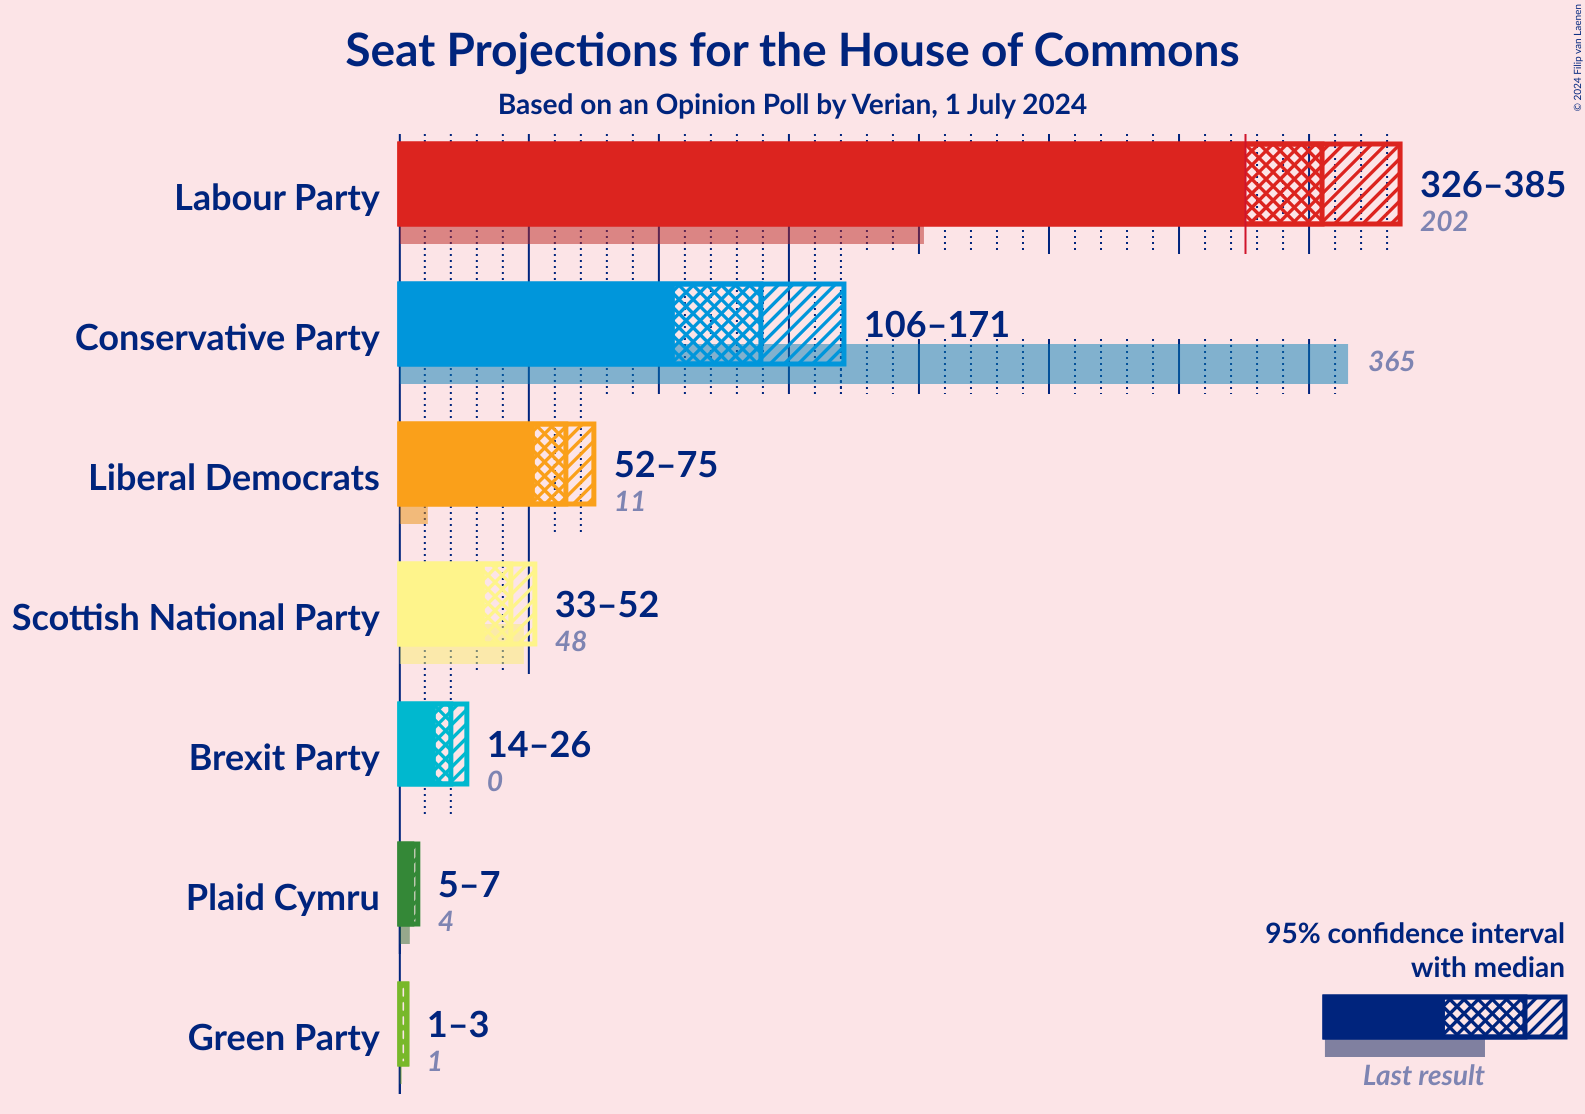 Seat Projections for the House of Commons
Based on an Opinion Poll by Verian, 1 July 2024
© 2024 Filip van Laenen
Labour Party
326–385
202
Conservative Party
106–171
365
Liberal Democrats
52–75
11
Scottish National Party
33–52
48
Brexit Party
14–26
0
Plaid Cymru
5–7
4
Green Party
1–3
1
95% confidence interval
with median
Last result